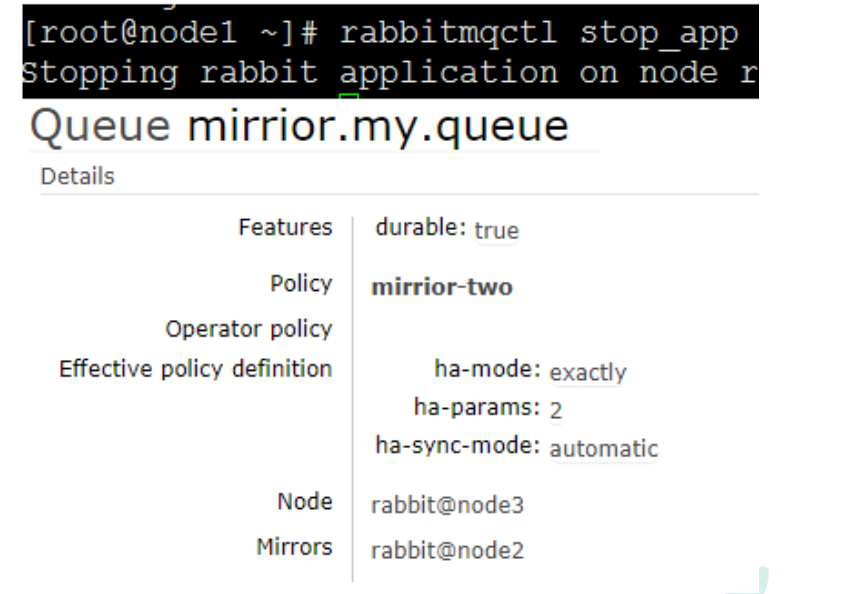 [root@node1 ~]# rabbitmqctl stop_app
Stopping rabbit application on node r
Queue mirrior.my.queue
Details
Features durable: true
Policy mirrior-two
Operator policy
Effective policy definition ha-mode: exactly
ha-params: 2
ha-sync-mode: automatic
Node rabbit@node3
Mirrors rabbit@node2